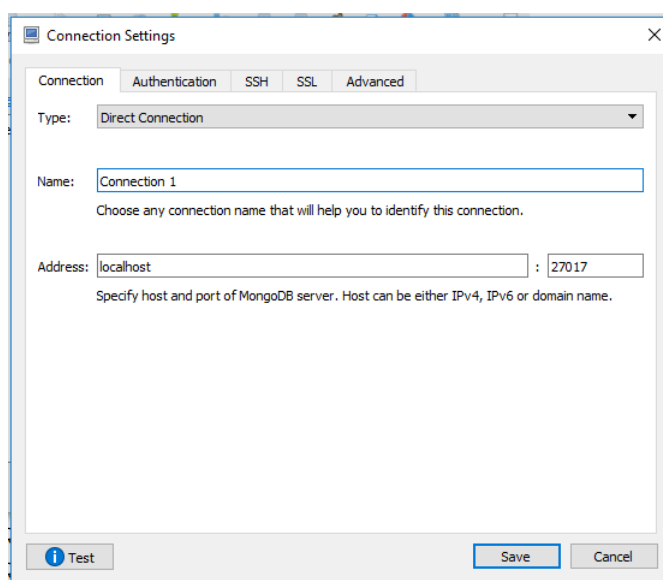 Connection Settings
Connection Authentication SSH SSL Advanced
Type: Direct Connection
Name: Connection 1
Choose any connection name that will help you to identify this connection.
Address: localhost : 27017
Specify host and port of MongoDB server. Host can be either IPv4, IPv6 or domain name.
Test Save Cancel